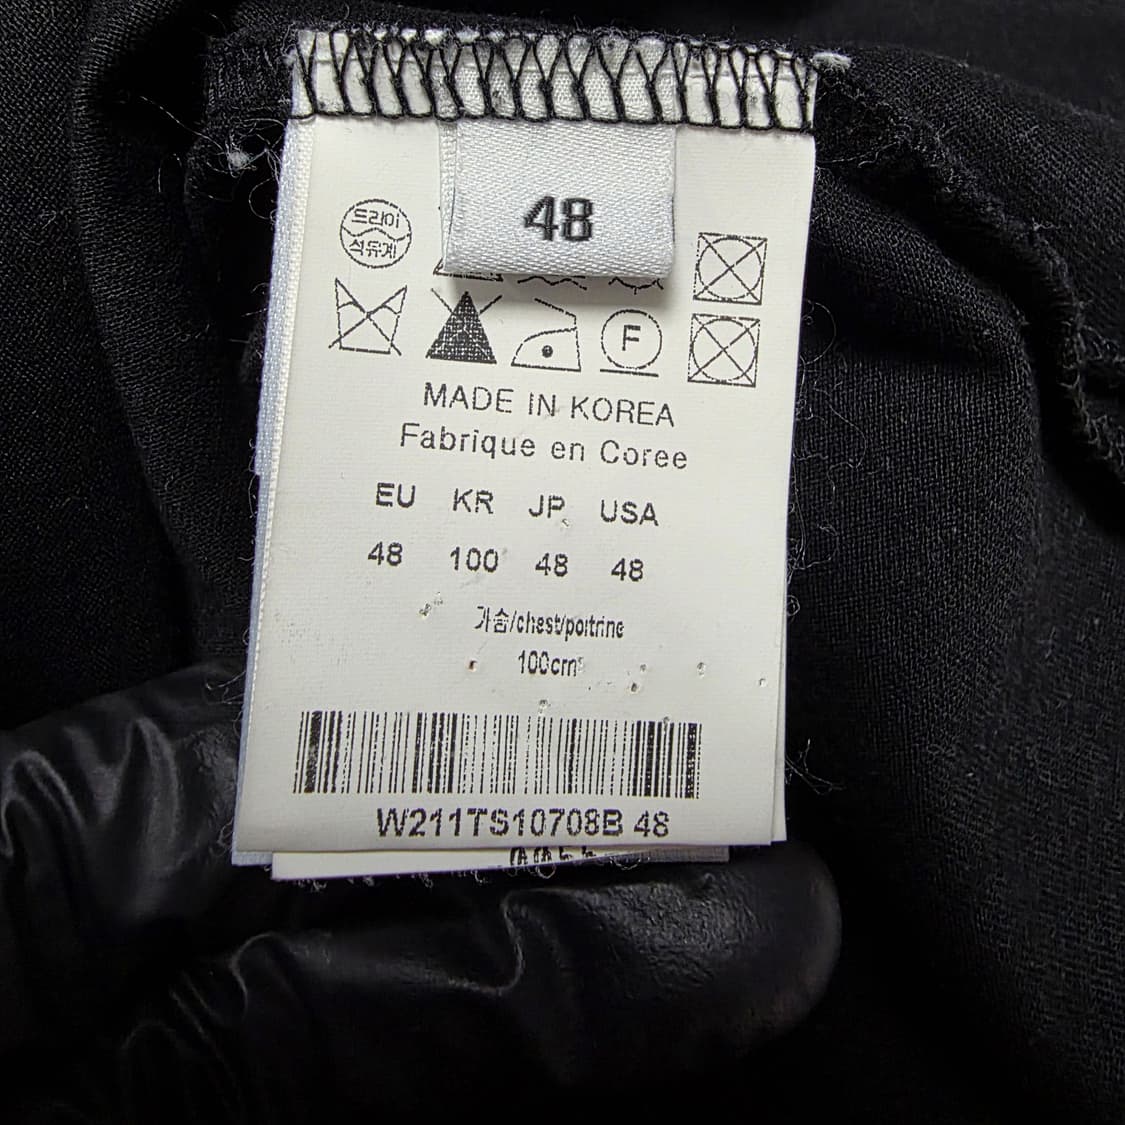 48
드라이
석유계
F
MADE IN KOREA
Fabrique en Coree
EU KR JP USA
48 100 48 48
가슴/chest/poitrine
100cm
W211TS10708B 48